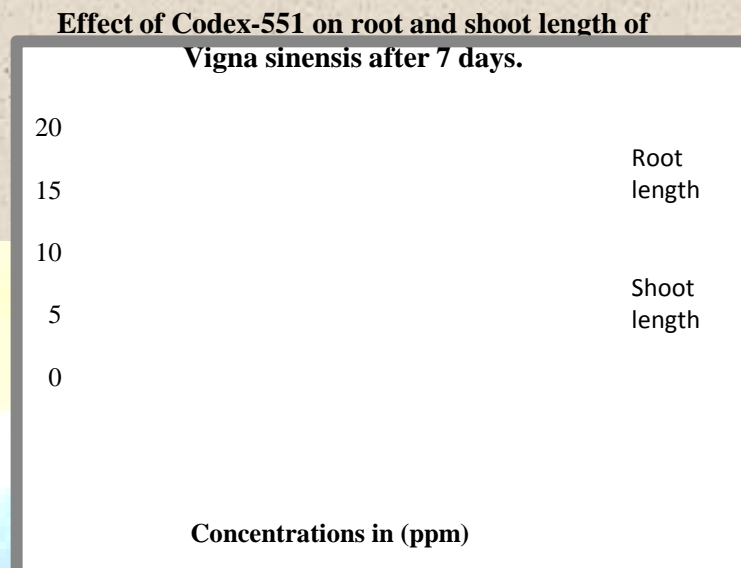 Effect of Codex-551 on root and shoot length of
Vigna sinensis after 7 days.
20
15
10
5
0
Root
length
Shoot
length
Concentrations in (ppm)